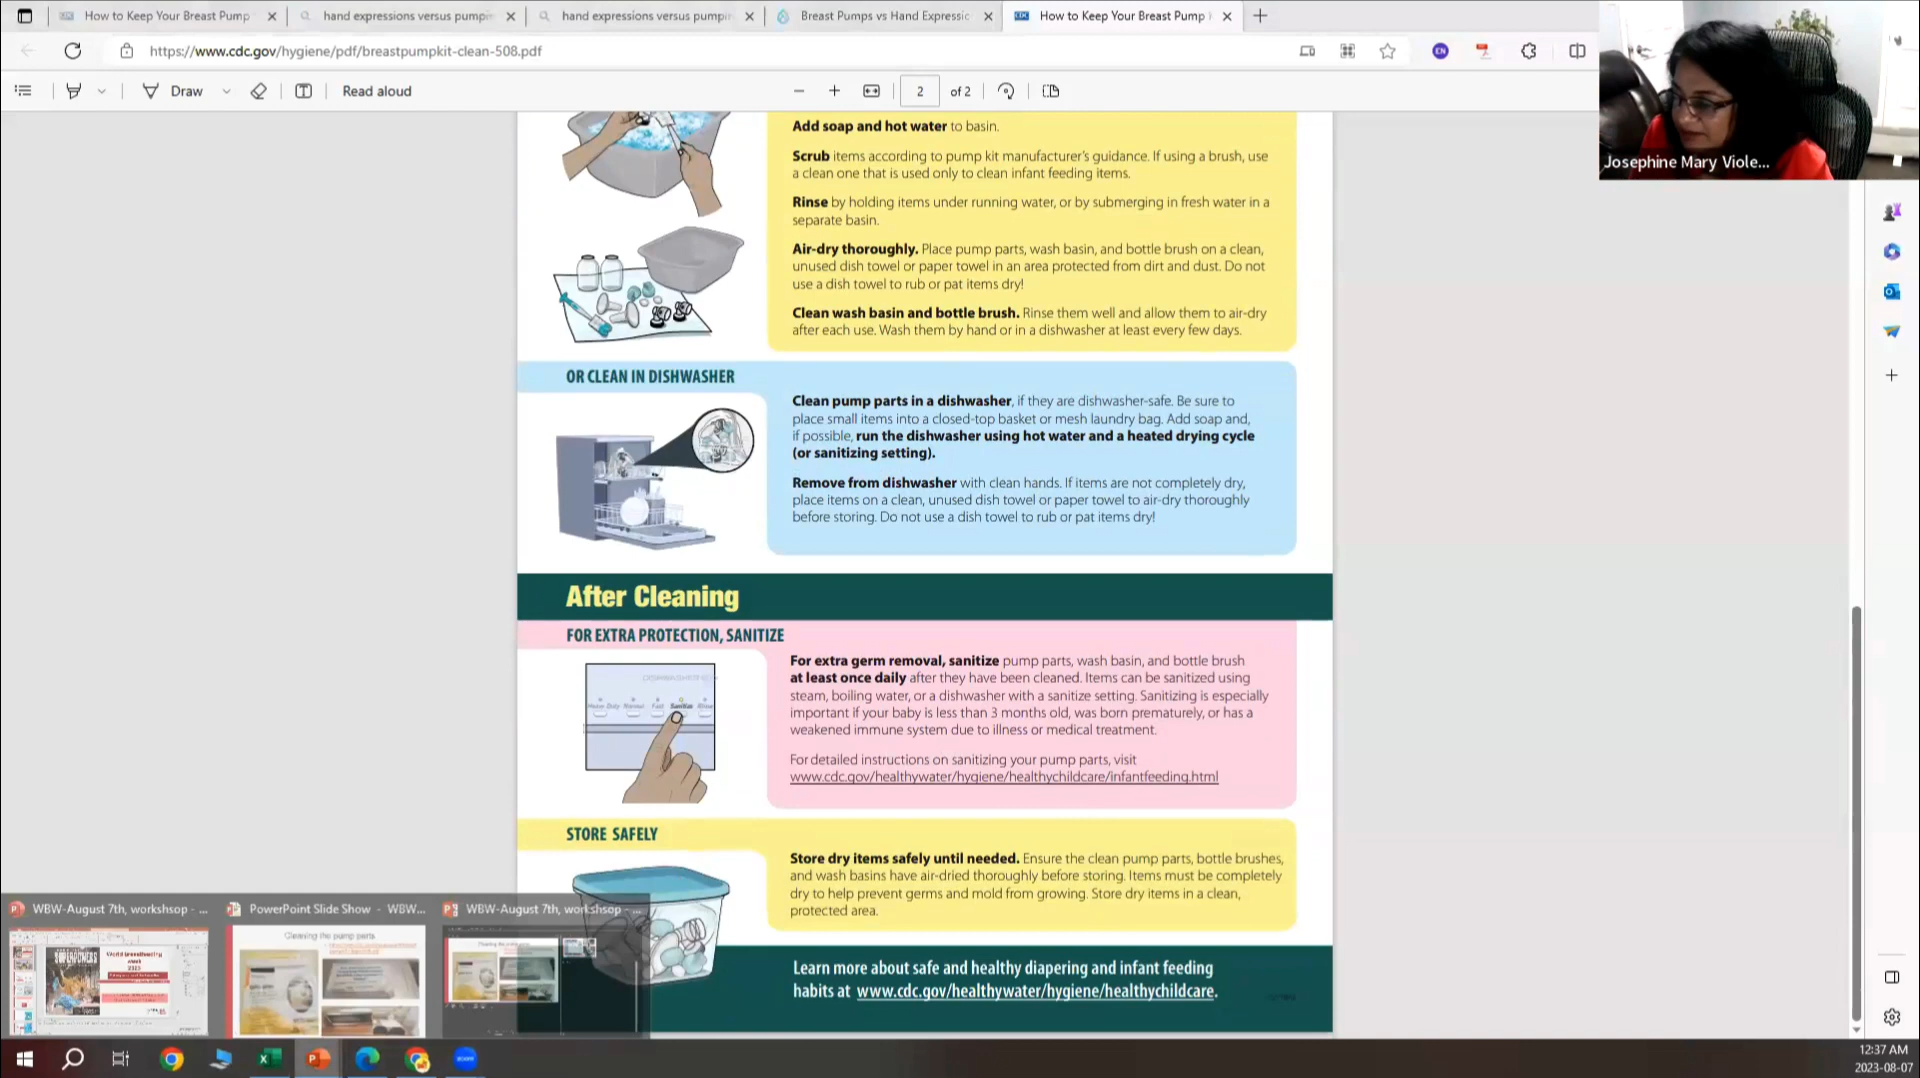 How to Keep Your Breast Pump
hand expressions versus pumpin
hand expressions versus pumpin
Breast Pumps vs Hand Expressio
How to Keep Your Breast Pump
https://www.cdc.gov/hygiene/pdf/breastpumpkit-clean-508.pdf
Draw
Read aloud
2
of 2
Josephine Mary Viole...
Add soap and hot water to basin.
Scrub items according to pump kit manufacturer's guidance. If using a brush, use
a clean one that is used only to clean infant feeding items.
Rinse by holding items under running water, or by submerging in fresh water in a
separate basin.
Air-dry thoroughly. Place pump parts, wash basin, and bottle brush on a clean,
unused dish towel or paper towel in an area protected from dirt and dust. Do not
use a dish towel to rub or pat items dry!
Clean wash basin and bottle brush. Rinse them well and allow them to air-dry
after each use. Wash them by hand or in a dishwasher at least every few days.
OR CLEAN IN DISHWASHER
Clean pump parts in a dishwasher, if they are dishwasher-safe. Be sure to
place small items into a closed-top basket or mesh laundry bag. Add soap and,
if possible, run the dishwasher using hot water and a heated drying cycle
(or sanitizing setting).
Remove from dishwasher with clean hands. If items are not completely dry,
place items on a clean, unused dish towel or paper towel to air-dry thoroughly
before storing. Do not use a dish towel to rub or pat items dry!
After Cleaning
FOR EXTRA PROTECTION, SANITIZE
Heavy Duty Normal Fast Sanitize Rinse
For extra germ removal, sanitize pump parts, wash basin, and bottle brush
at least once daily after they have been cleaned. Items can be sanitized using
steam, boiling water, or a dishwasher with a sanitize setting. Sanitizing is especially
important if your baby is less than 3 months old, was born prematurely, or has a
weakened immune system due to illness or medical treatment.
For detailed instructions on sanitizing your pump parts, visit
www.cdc.gov/healthywater/hygiene/healthychildcare/infantfeeding.html
STORE SAFELY
Store dry items safely until needed. Ensure the clean pump parts, bottle brushes,
and wash basins have air-dried thoroughly before storing. Items must be completely
dry to help prevent germs and mold from growing. Store dry items in a clean,
protected area.
Learn more about safe and healthy diapering and infant feeding
habits at www.cdc.gov/healthywater/hygiene/healthychildcare.
WBW-August 7th, workshsop - ...
PowerPoint Slide Show - WBW...
WBW-August 7th, workshsop - ...
SUPERPOWERS
World Breastfeeding
Week
2023
Cleaning the pump parts
zoom
12:37 AM
2023-08-07